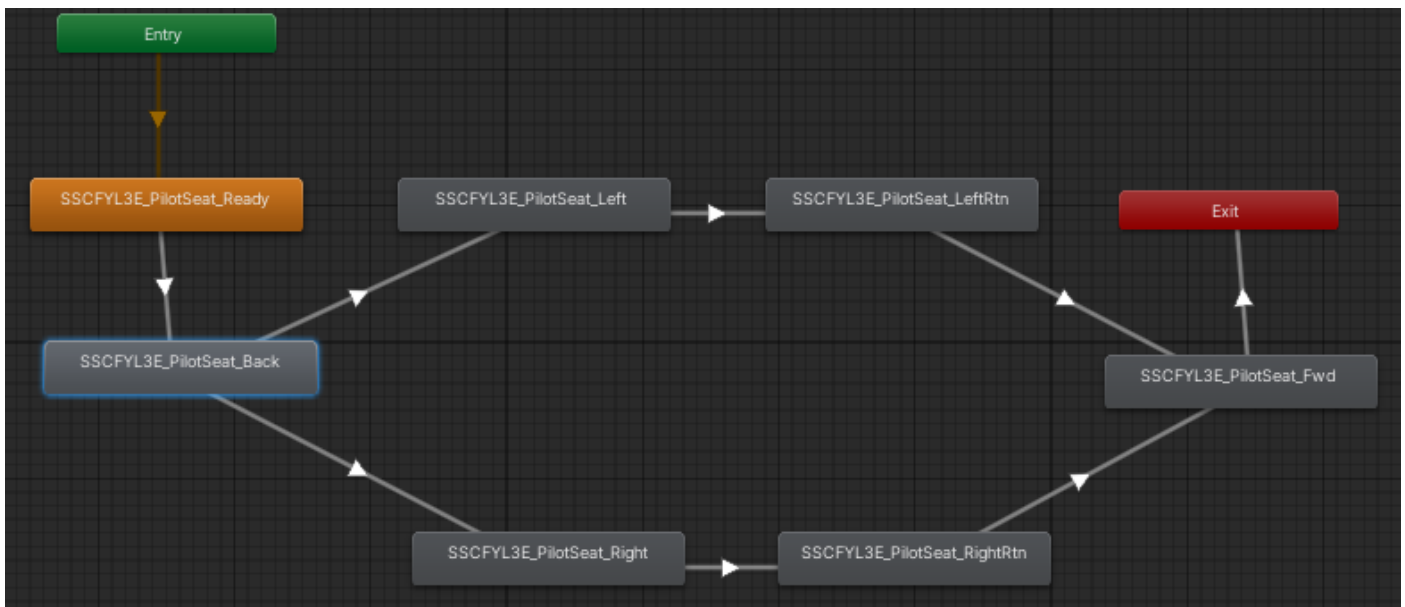 Entry
SSCFYL3E_PilotSeat_Ready
SSCFYL3E_PilotSeat_Left
SSCFYL3E_PilotSeat_LeftRtn
Exit
SSCFYL3E_PilotSeat_Back
SSCFYL3E_PilotSeat_Fwd
SSCFYL3E_PilotSeat_Right
SSCFYL3E_PilotSeat_RightRtn